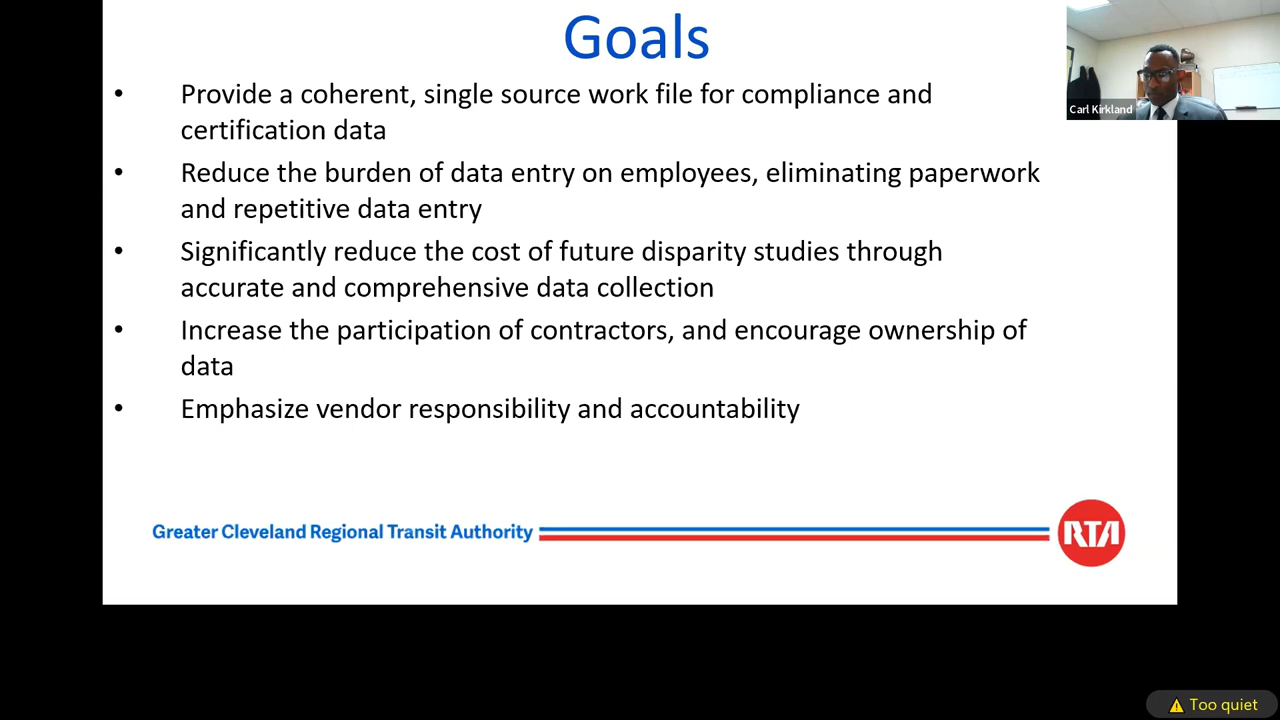 Goals
• Provide a coherent, single source work file for compliance and
certification data
• Reduce the burden of data entry on employees, eliminating paperwork
and repetitive data entry
• Significantly reduce the cost of future disparity studies through
accurate and comprehensive data collection
• Increase the participation of contractors, and encourage ownership of
data
• Emphasize vendor responsibility and accountability
Greater Cleveland Regional Transit Authority
RTA
Carl Kirkland
Too quiet